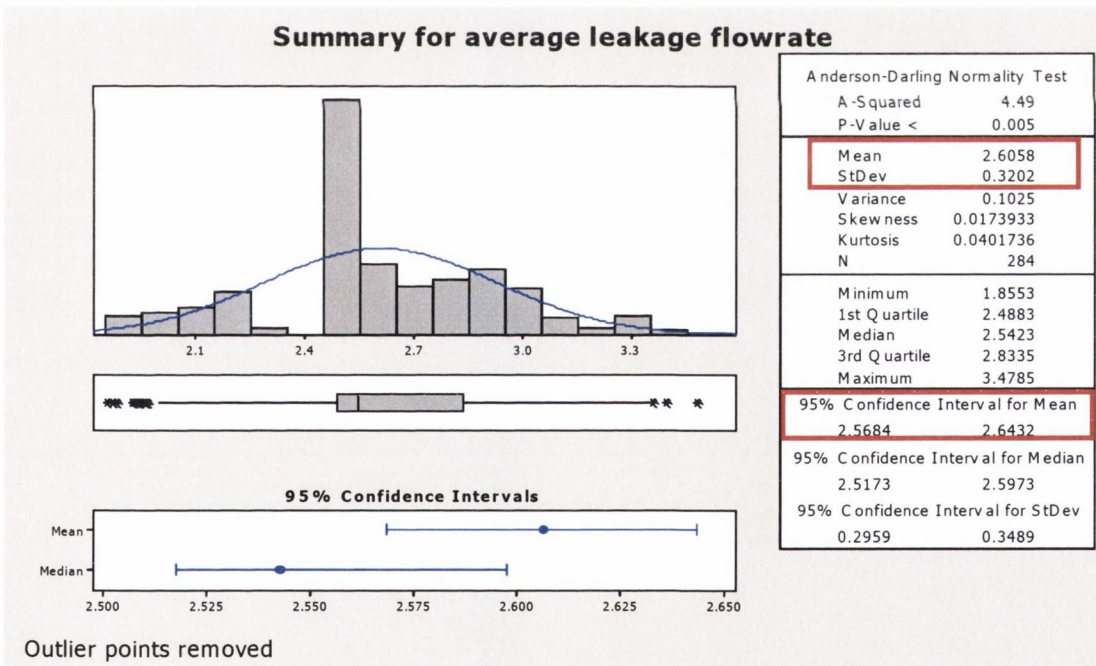 Summary for average leakage flowrate
2.1 2.4 2.7 3.0 3.3
95% Confidence Intervals
Mean
Median
2.500 2.525 2.550 2.575 2.600 2.625 2.650
Outlier points removed
Anderson-Darling Normality Test
A-Squared 4.49
P-Value < 0.005
Mean 2.6058
StDev 0.3202
Variance 0.1025
Skewness 0.0173933
Kurtosis 0.0401736
N 284
Minimum 1.8553
1st Quartile 2.4883
Median 2.5423
3rd Quartile 2.8335
Maximum 3.4785
95% Confidence Interval for Mean
2.5684 2.6432
95% Confidence Interval for Median
2.5173 2.5973
95% Confidence Interval for StDev
0.2959 0.3489